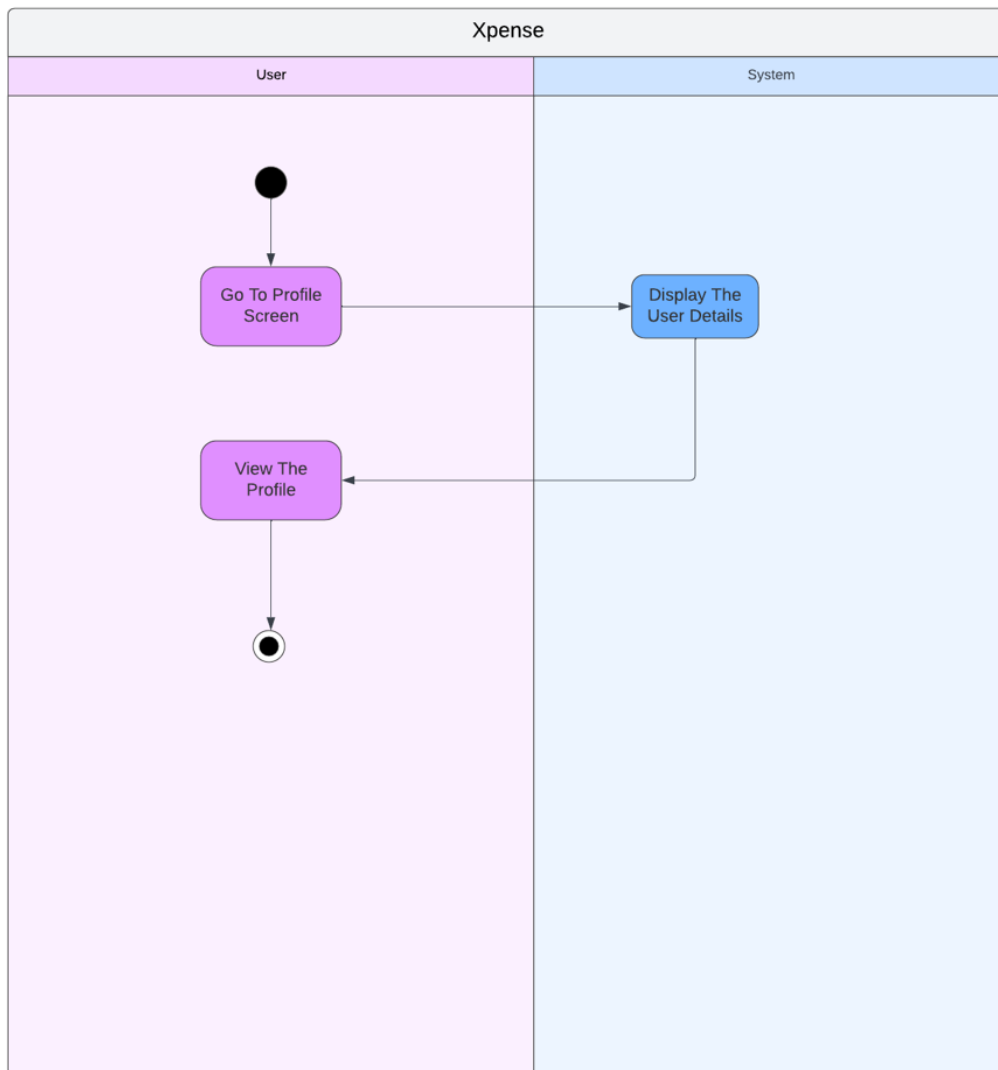 Xpense
User
System
Go To Profile
Screen
Display The
User Details
View The
Profile